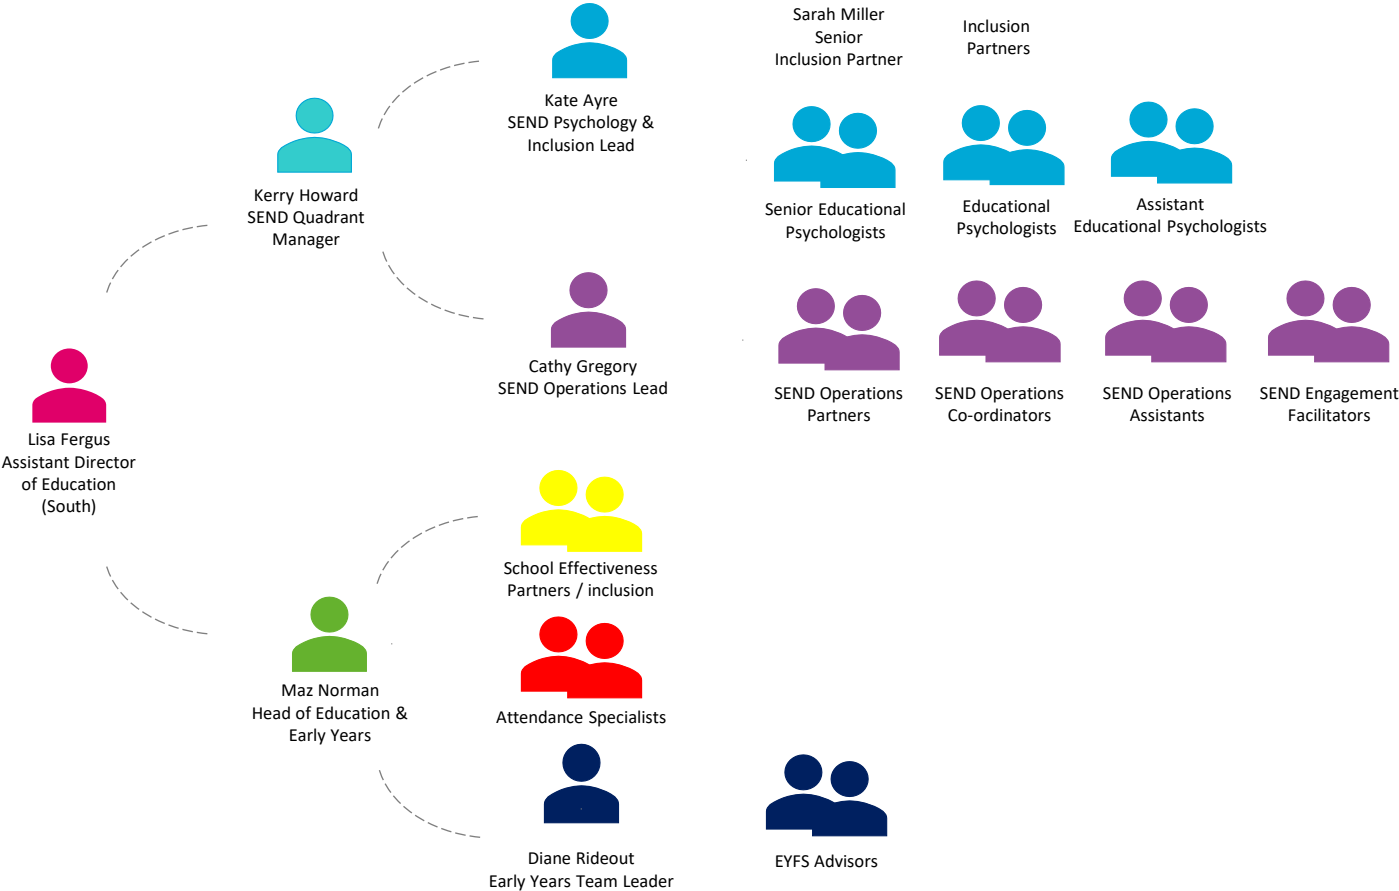 Sarah Miller
Senior
Inclusion Partner
Inclusion
Partners
Kate Ayre
SEND Psychology &
Inclusion Lead
Kerry Howard
SEND Quadrant
Manager
Senior Educational
Psychologists
Educational
Psychologists
Assistant
Educational Psychologists
Cathy Gregory
SEND Operations Lead
SEND Operations
Partners
SEND Operations
Co-ordinators
SEND Operations
Assistants
SEND Engagement
Facilitators
Lisa Fergus
Assistant Director
of Education
(South)
School Effectiveness
Partners / inclusion
Maz Norman
Head of Education &
Early Years
Attendance Specialists
Diane Rideout
Early Years Team Leader
EYFS Advisors